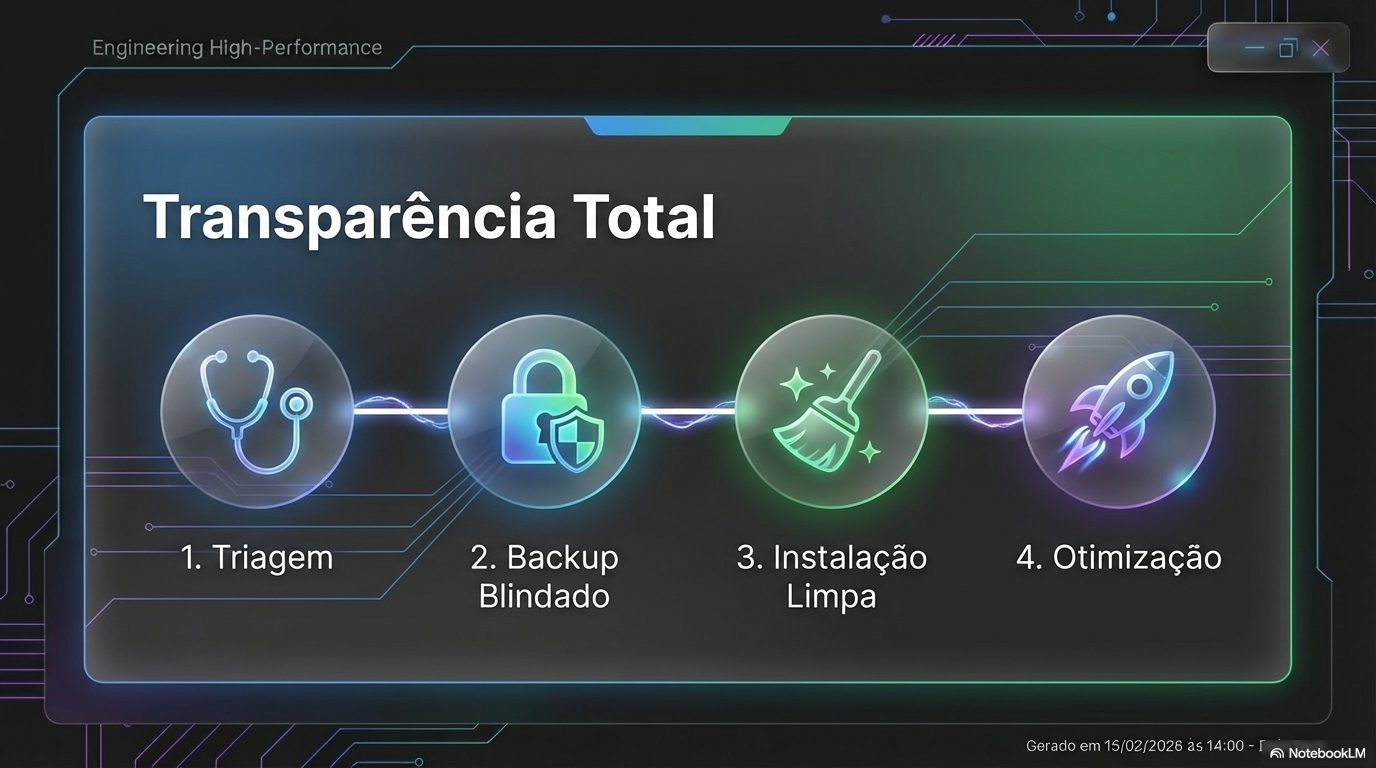 Engineering High-Performance
Transparência Total
1. Triagem
2. Backup
Blindado
3. Instalação
Limpa
4. Otimização
Gerado em 15/02/2026 às 14:00 -
NotebookLM